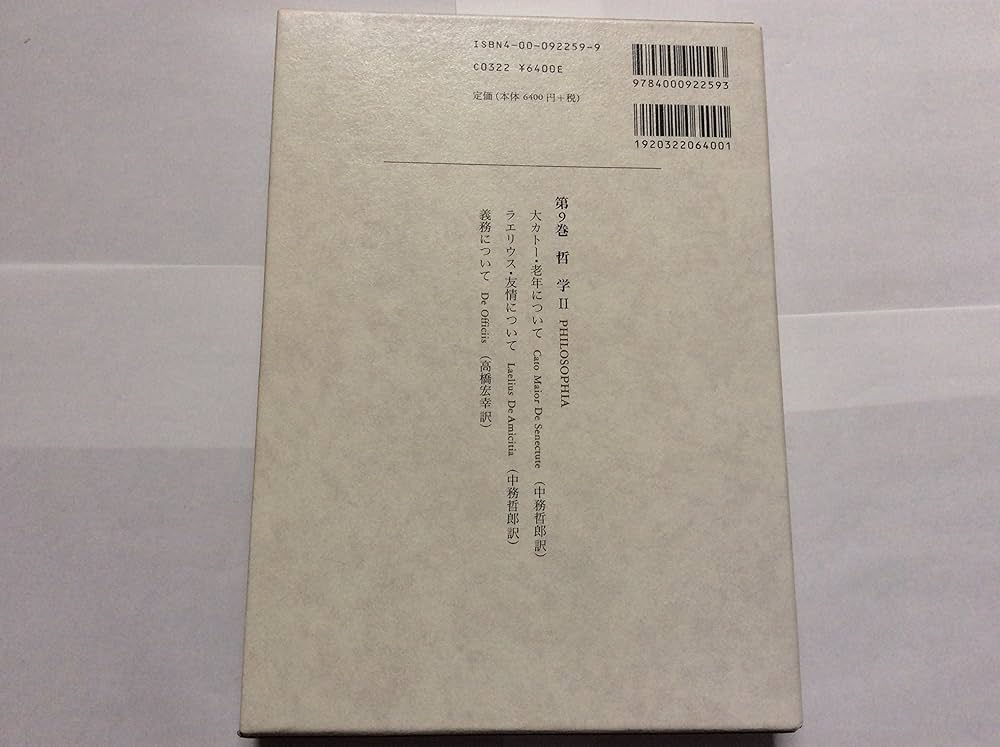 ISBN4-00-092259-9
C0322 ¥6400E
定価(本体 6400 円+税)
9784000922593
1920322064001
第9巻 哲 学 II PHILOSOPHIA
大カトー・老年について Cato Maior De Senectute (中務哲郎訳)
ラエリウス・友情について Laelius De Amicitia (中務哲郎訳)
義務について De Officiis (高橋宏幸訳)